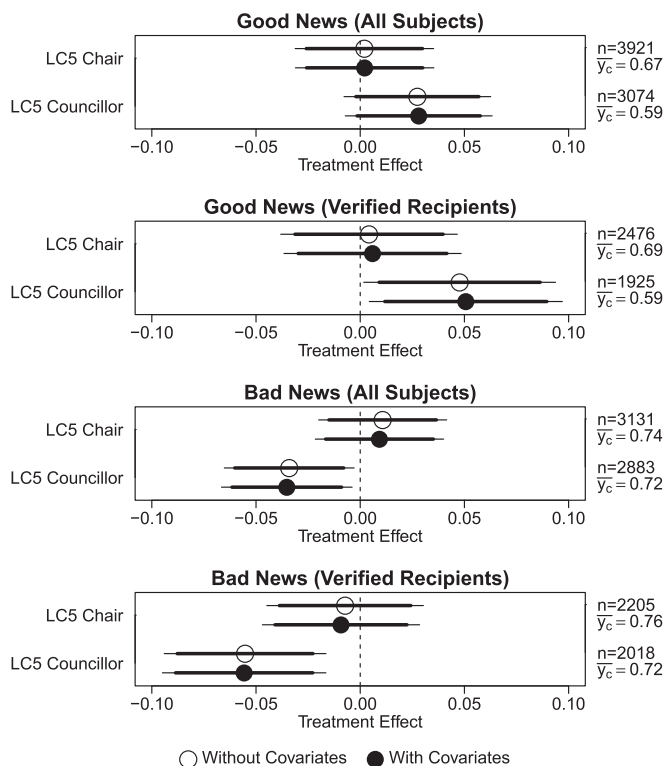 Good News (All Subjects)
LC5 Chair
n=3921
y̅c = 0.67
LC5 Councillor
n=3074
y̅c = 0.59
−0.10 −0.05 0.00 0.05 0.10
Treatment Effect
Good News (Verified Recipients)
LC5 Chair
n=2476
y̅c = 0.69
LC5 Councillor
n=1925
y̅c = 0.59
−0.10 −0.05 0.00 0.05 0.10
Treatment Effect
Bad News (All Subjects)
LC5 Chair
n=3131
y̅c = 0.74
LC5 Councillor
n=2883
y̅c = 0.72
−0.10 −0.05 0.00 0.05 0.10
Treatment Effect
Bad News (Verified Recipients)
LC5 Chair
n=2205
y̅c = 0.76
LC5 Councillor
n=2018
y̅c = 0.72
−0.10 −0.05 0.00 0.05 0.10
Treatment Effect
Without Covariates With Covariates